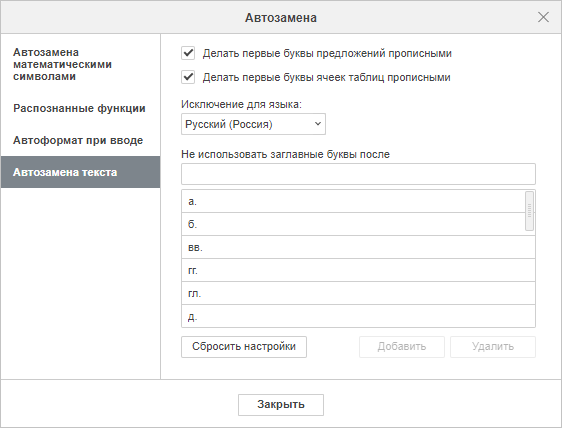 Автозамена
Автозамена
математическими
символами
Распознанные функции
Автоформат при вводе
Автозамена текста
Делать первые буквы предложений прописными
Делать первые буквы ячеек таблиц прописными
Исключение для языка:
Русский (Россия)
Не использовать заглавные буквы после
а.
б.
вв.
гг.
гл.
д.
Сбросить настройки
Добавить
Удалить
Закрыть